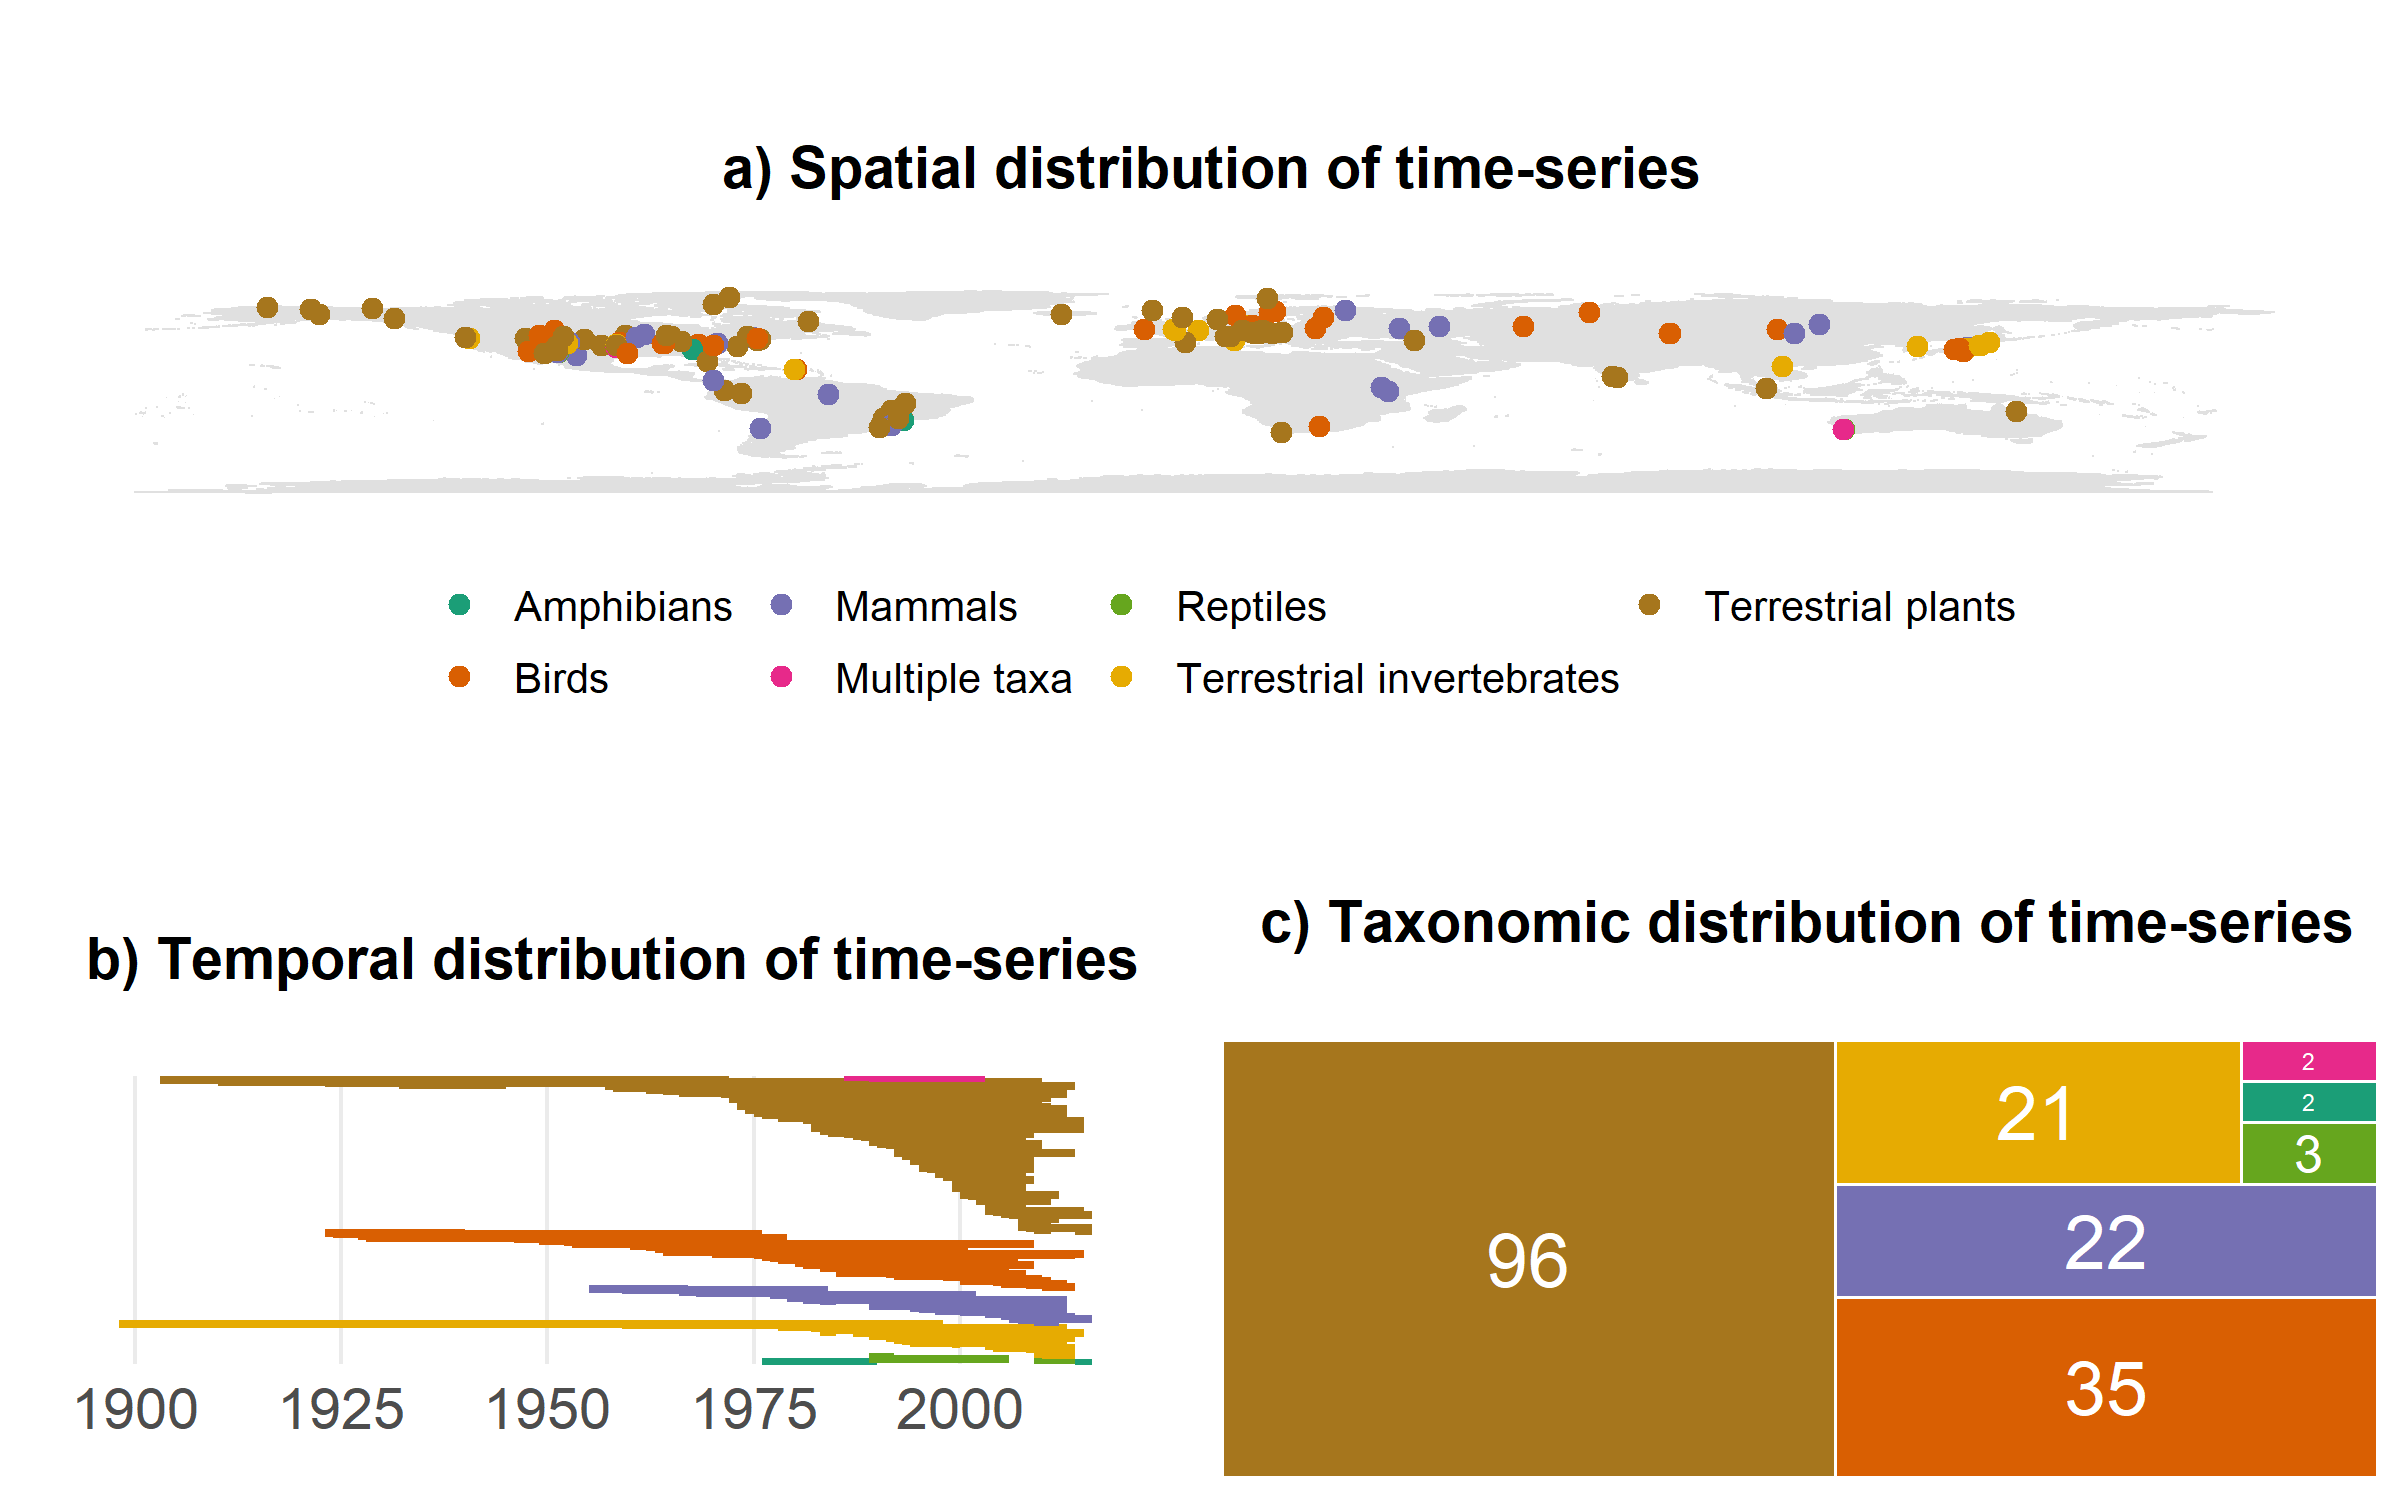 a) Spatial distribution of time-series
Amphibians Mammals Reptiles Terrestrial plants
Birds Multiple taxa Terrestrial invertebrates
b) Temporal distribution of time-series
1900 1925 1950 1975 2000
c) Taxonomic distribution of time-series
96
21
2
2
3
22
35